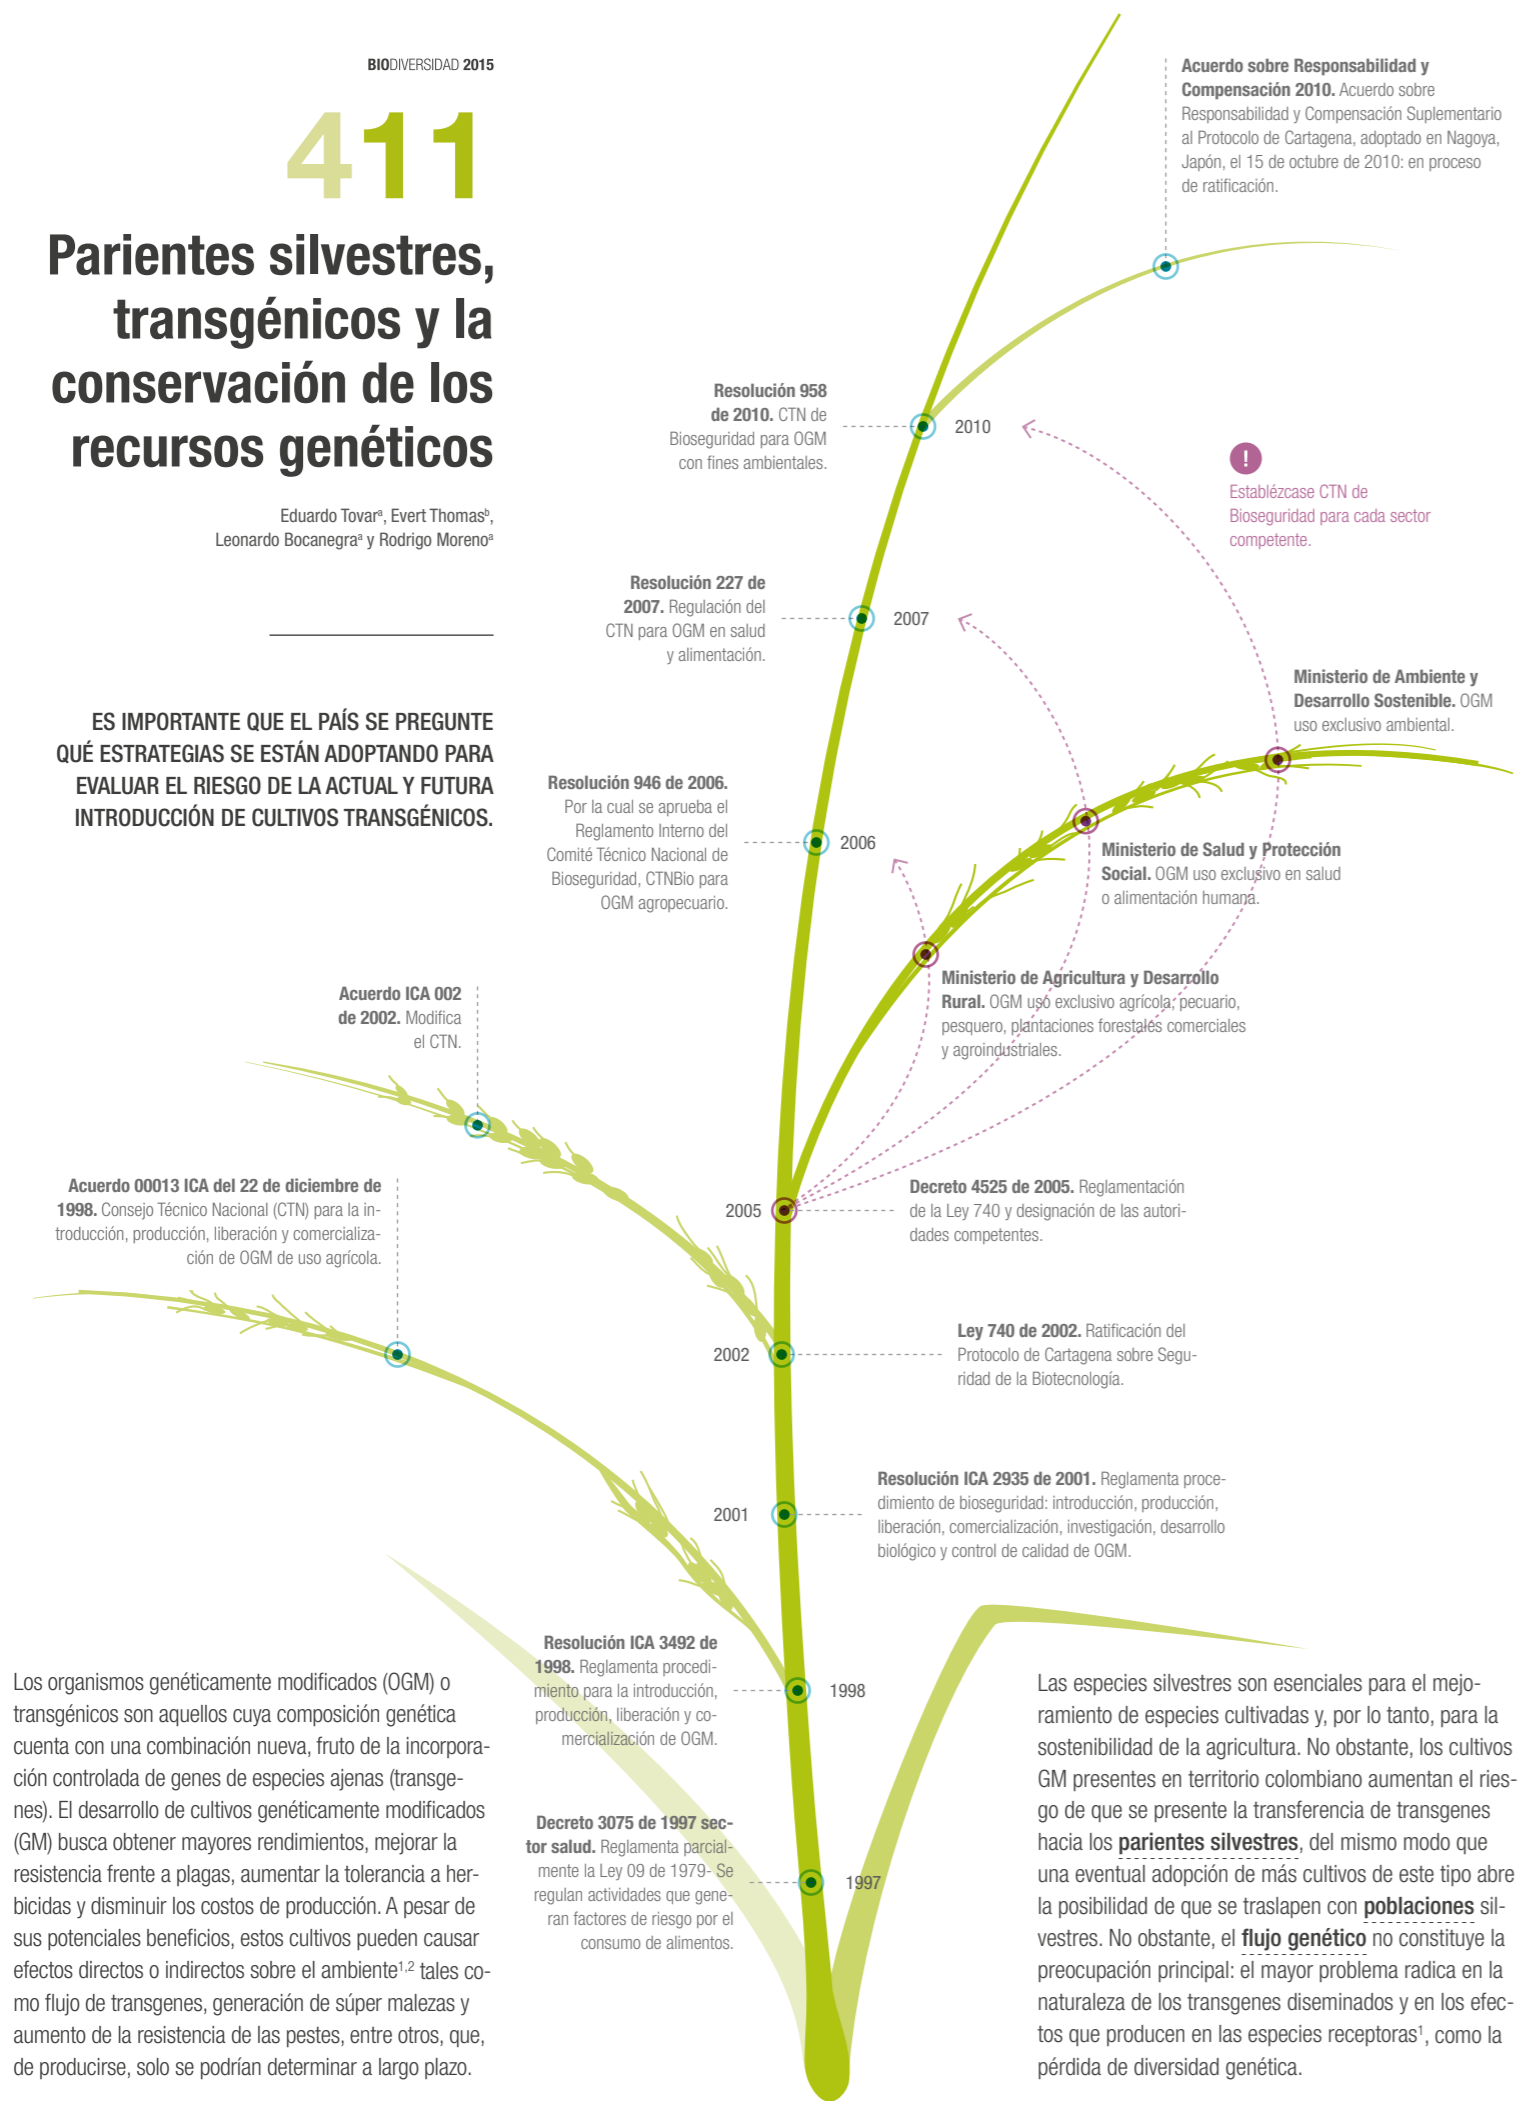 BIODIVERSIDAD 2015
411
Parientes silvestres,
transgénicos y la
conservación de los
recursos genéticos
Eduardo Tovarᵃ, Evert Thomasᵇ,
Leonardo Bocanegraᵃ y Rodrigo Morenoᵃ
ES IMPORTANTE QUE EL PAÍS SE PREGUNTE
QUÉ ESTRATEGIAS SE ESTÁN ADOPTANDO PARA
EVALUAR EL RIESGO DE LA ACTUAL Y FUTURA
INTRODUCCIÓN DE CULTIVOS TRANSGÉNICOS.
Acuerdo sobre Responsabilidad y
Compensación 2010. Acuerdo sobre
Responsabilidad y Compensación Suplementario
al Protocolo de Cartagena, adoptado en Nagoya,
Japón, el 15 de octubre de 2010: en proceso
de ratificación.
Resolución 958
de 2010. CTN de
Bioseguridad para OGM
con fines ambientales.
2010
!
Establézcase CTN de
Bioseguridad para cada sector
competente.
Resolución 227 de
2007. Regulación del
CTN para OGM en salud
y alimentación.
2007
Ministerio de Ambiente y
Desarrollo Sostenible. OGM
uso exclusivo ambiental.
Resolución 946 de 2006.
Por la cual se aprueba el
Reglamento Interno del
Comité Técnico Nacional de
Bioseguridad, CTNBio para
OGM agropecuario.
2006
Ministerio de Salud y Protección
Social. OGM uso exclusivo en salud
o alimentación humana.
Ministerio de Agricultura y Desarrollo
Rural. OGM uso exclusivo agrícola, pecuario,
pesquero, plantaciones forestales comerciales
y agroindustriales.
Acuerdo ICA 002
de 2002. Modifica
el CTN.
Acuerdo 00013 ICA del 22 de diciembre de
1998. Consejo Técnico Nacional (CTN) para la in-
troducción, producción, liberación y comercializa-
ción de OGM de uso agrícola.
2005
Decreto 4525 de 2005. Reglamentación
de la Ley 740 y designación de las autori-
dades competentes.
2002
Ley 740 de 2002. Ratificación del
Protocolo de Cartagena sobre Segu-
ridad de la Biotecnología.
2001
Resolución ICA 2935 de 2001. Reglamenta proce-
dimiento de bioseguridad: introducción, producción,
liberación, comercialización, investigación, desarrollo
biológico y control de calidad de OGM.
Resolución ICA 3492 de
1998. Reglamenta procedi-
miento para la introducción,
producción, liberación y co-
mercialización de OGM.
1998
Decreto 3075 de 1997 sec-
tor salud. Reglamenta parcial-
mente la Ley 09 de 1979- Se
regulan actividades que gene-
ran factores de riesgo por el
consumo de alimentos.
1997
Los organismos genéticamente modificados (OGM) o
transgénicos son aquellos cuya composición genética
cuenta con una combinación nueva, fruto de la incorpora-
ción controlada de genes de especies ajenas (transge-
nes). El desarrollo de cultivos genéticamente modificados
(GM) busca obtener mayores rendimientos, mejorar la
resistencia frente a plagas, aumentar la tolerancia a her-
bicidas y disminuir los costos de producción. A pesar de
sus potenciales beneficios, estos cultivos pueden causar
efectos directos o indirectos sobre el ambiente¹,² tales co-
mo flujo de transgenes, generación de súper malezas y
aumento de la resistencia de las pestes, entre otros, que,
de producirse, solo se podrían determinar a largo plazo.
Las especies silvestres son esenciales para el mejo-
ramiento de especies cultivadas y, por lo tanto, para la
sostenibilidad de la agricultura. No obstante, los cultivos
GM presentes en territorio colombiano aumentan el ries-
go de que se presente la transferencia de transgenes
hacia los parientes silvestres, del mismo modo que
una eventual adopción de más cultivos de este tipo abre
la posibilidad de que se traslapen con poblaciones sil-
vestres. No obstante, el flujo genético no constituye la
preocupación principal: el mayor problema radica en la
naturaleza de los transgenes diseminados y en los efec-
tos que producen en las especies receptoras¹, como la
pérdida de diversidad genética.